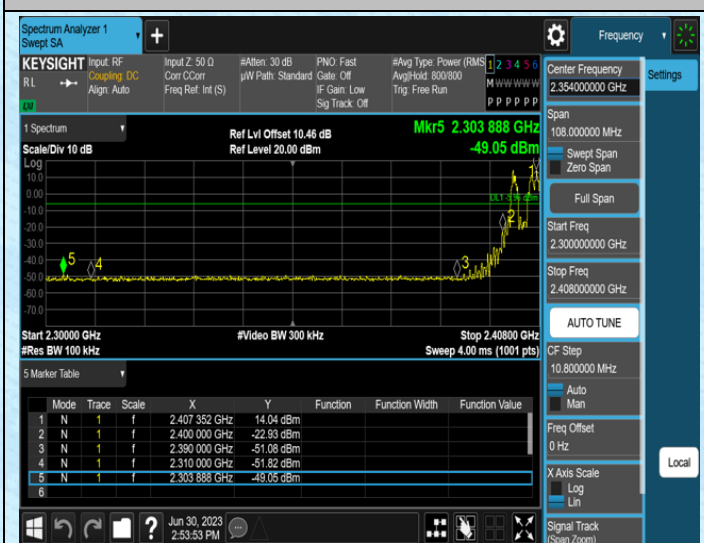 Spectrum Analyzer 1
Swept SA
Frequency
KEYSIGHT
RL
Input: RF
Coupling: DC
Align: Auto
Input Z: 50 Ω
Corr CCorr
Freq Ref: Int (S)
#Atten: 30 dB
µW Path: Standard
PNO: Fast
Gate: Off
IF Gain: Low
Sig Track: Off
#Avg Type: Power (RMS
Avg|Hold: 800/800
Trig: Free Run
1 2 3 4 5 6
M W W W W W
P P P P P P
LXI
Center Frequency
2.354000000 GHz
Settings
Span
108.000000 MHz
Swept Span
Zero Span
Full Span
Start Freq
2.300000000 GHz
Stop Freq
2.408000000 GHz
AUTO TUNE
CF Step
10.800000 MHz
Auto
Man
Freq Offset
0 Hz
X Axis Scale
Log
Lin
Signal Track
(Span Zoom)
Local
1 Spectrum
Scale/Div 10 dB
Ref Lvl Offset 10.46 dB
Ref Level 20.00 dBm
Mkr5 2.303 888 GHz
-49.05 dBm
Log
10.0
0.00
-10.0
-20.0
-30.0
-40.0
-50.0
-60.0
-70.0
1
2
3
4
5
Start 2.30000 GHz
#Video BW 300 kHz
Stop 2.40800 GHz
#Res BW 100 kHz
Sweep 4.00 ms (1001 pts)
5 Marker Table
Mode Trace Scale X Y Function Function Width Function Value
1 N 1 f 2.407 352 GHz 14.04 dBm
2 N 1 f 2.400 000 GHz -22.93 dBm
3 N 1 f 2.390 000 GHz -51.08 dBm
4 N 1 f 2.310 000 GHz -51.82 dBm
5 N 1 f 2.303 888 GHz -49.05 dBm
6
?
Jun 30, 2023
2:53:53 PM